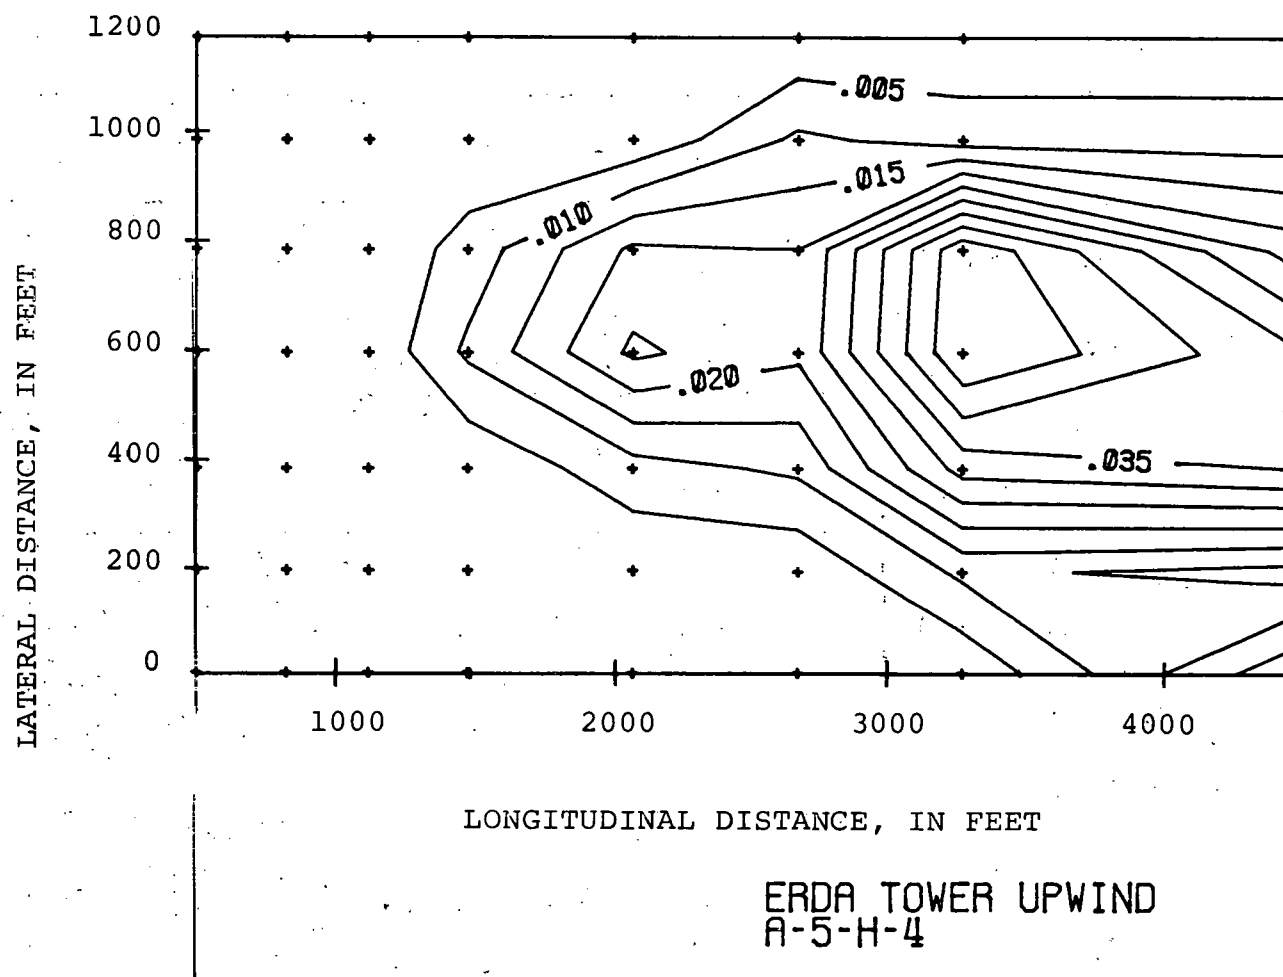 1200
1000
800
600
400
200
0
LATERAL DISTANCE, IN FEET
.005
.015
.010
.020
.035
1000 2000 3000 4000
LONGITUDINAL DISTANCE, IN FEET
ERDA TOWER UPWIND
A-5-H-4